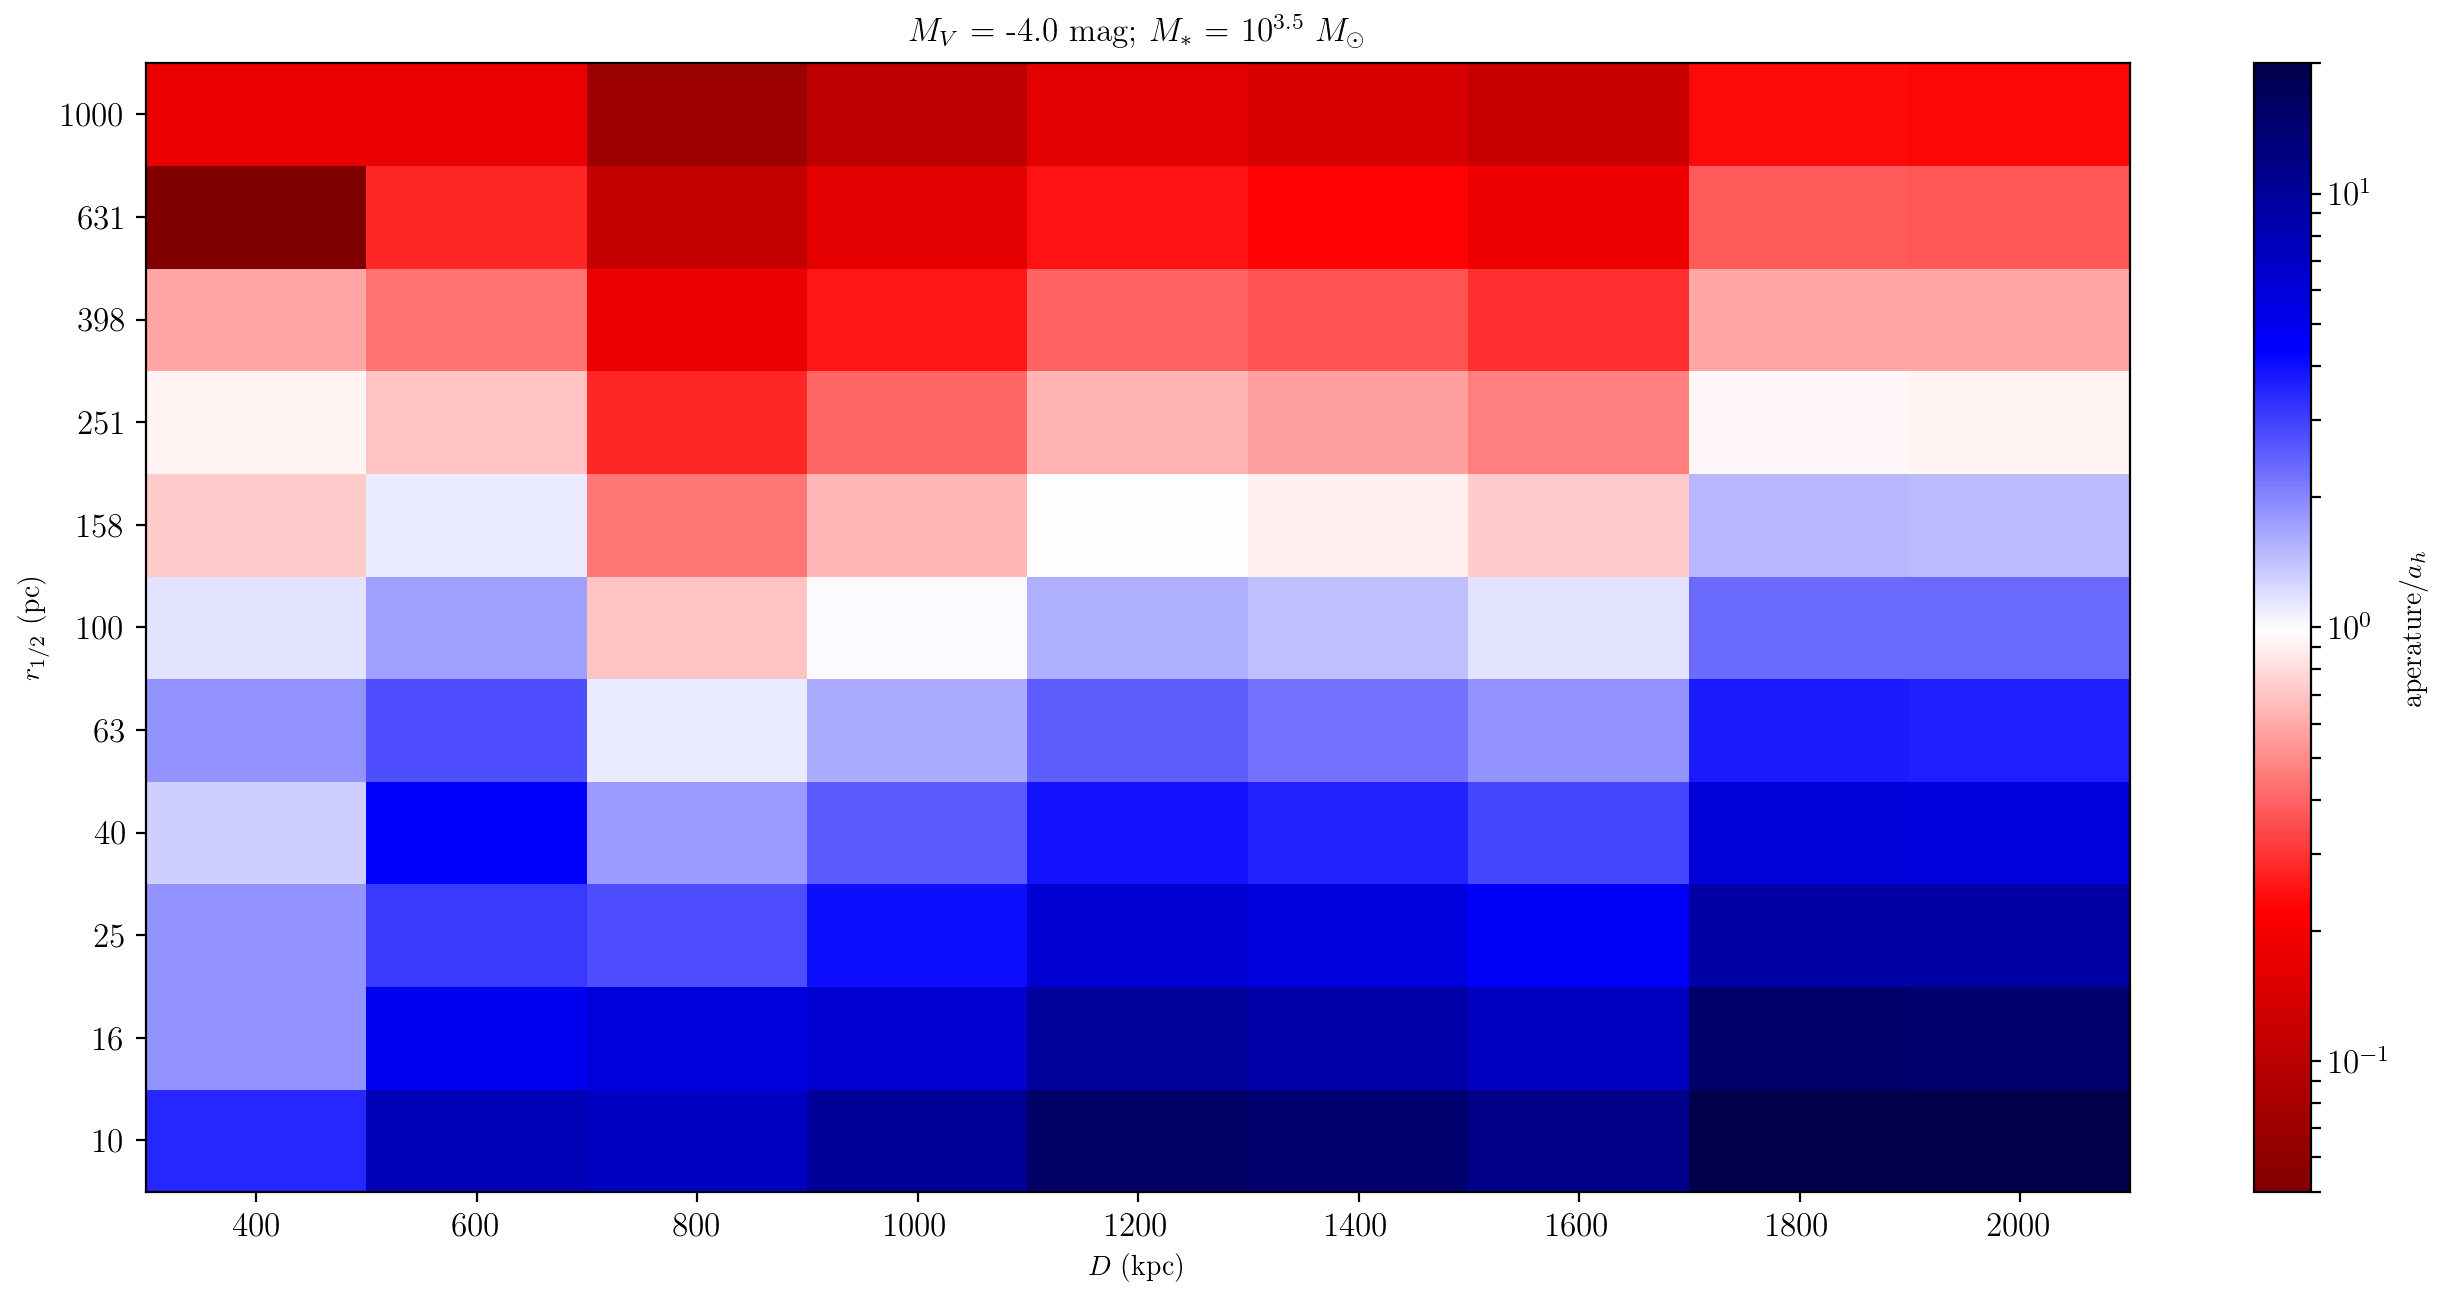 M_V = -4.0 mag; M_* = 10^{3.5} M_⊙
1000
631
398
251
158
100
63
40
25
16
10
r_{1/2} (pc)
400 600 800 1000 1200 1400 1600 1800 2000
D (kpc)
10^1
10^0
10^{-1}
aperature/a_h